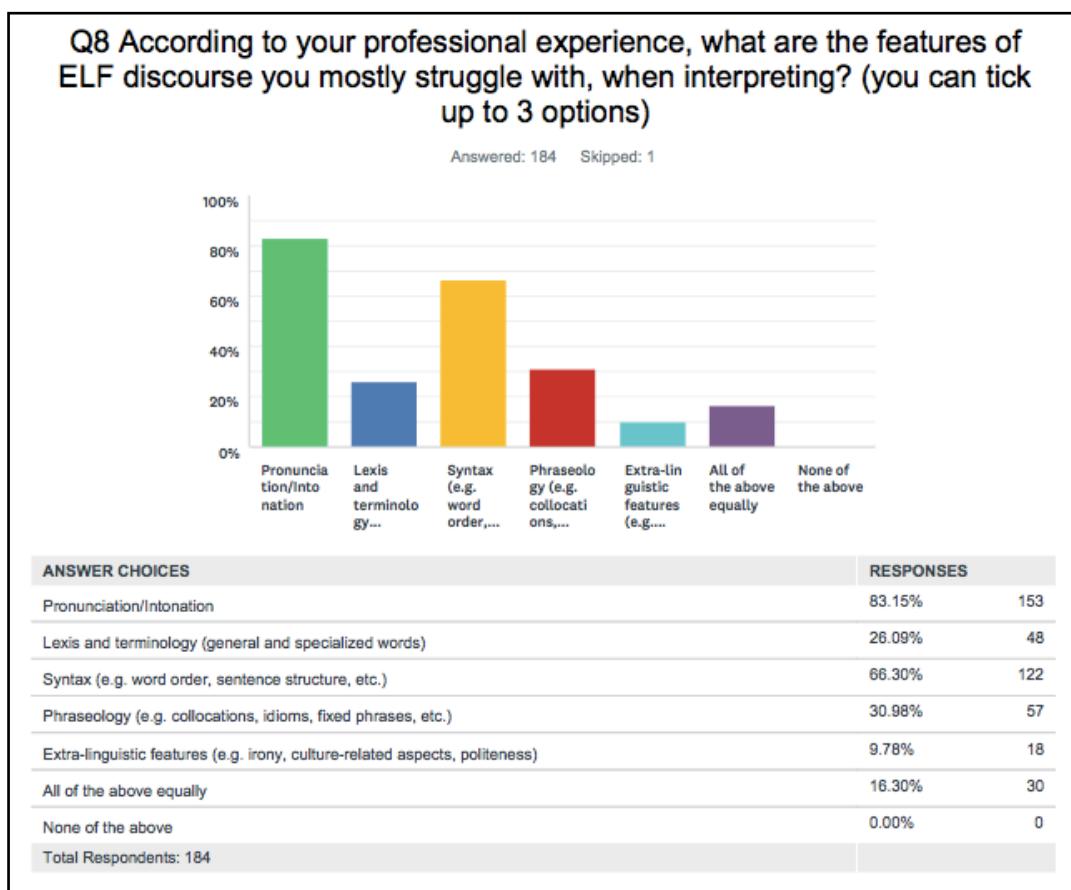 Q8 According to your professional experience, what are the features of
ELF discourse you mostly struggle with, when interpreting? (you can tick
up to 3 options)
Answered: 184 Skipped: 1
100%
80%
60%
40%
20%
0%
Pronuncia
tion/Into
nation
Lexis
and
terminolo
gy...
Syntax
(e.g.
word
order,...
Phraseolo
gy (e.g.
collocati
ons,...
Extra-lin
guistic
features
(e.g....
All of
the above
equally
None of
the above
ANSWER CHOICES RESPONSES
Pronunciation/Intonation 83.15% 153
Lexis and terminology (general and specialized words) 26.09% 48
Syntax (e.g. word order, sentence structure, etc.) 66.30% 122
Phraseology (e.g. collocations, idioms, fixed phrases, etc.) 30.98% 57
Extra-linguistic features (e.g. irony, culture-related aspects, politeness) 9.78% 18
All of the above equally 16.30% 30
None of the above 0.00% 0
Total Respondents: 184